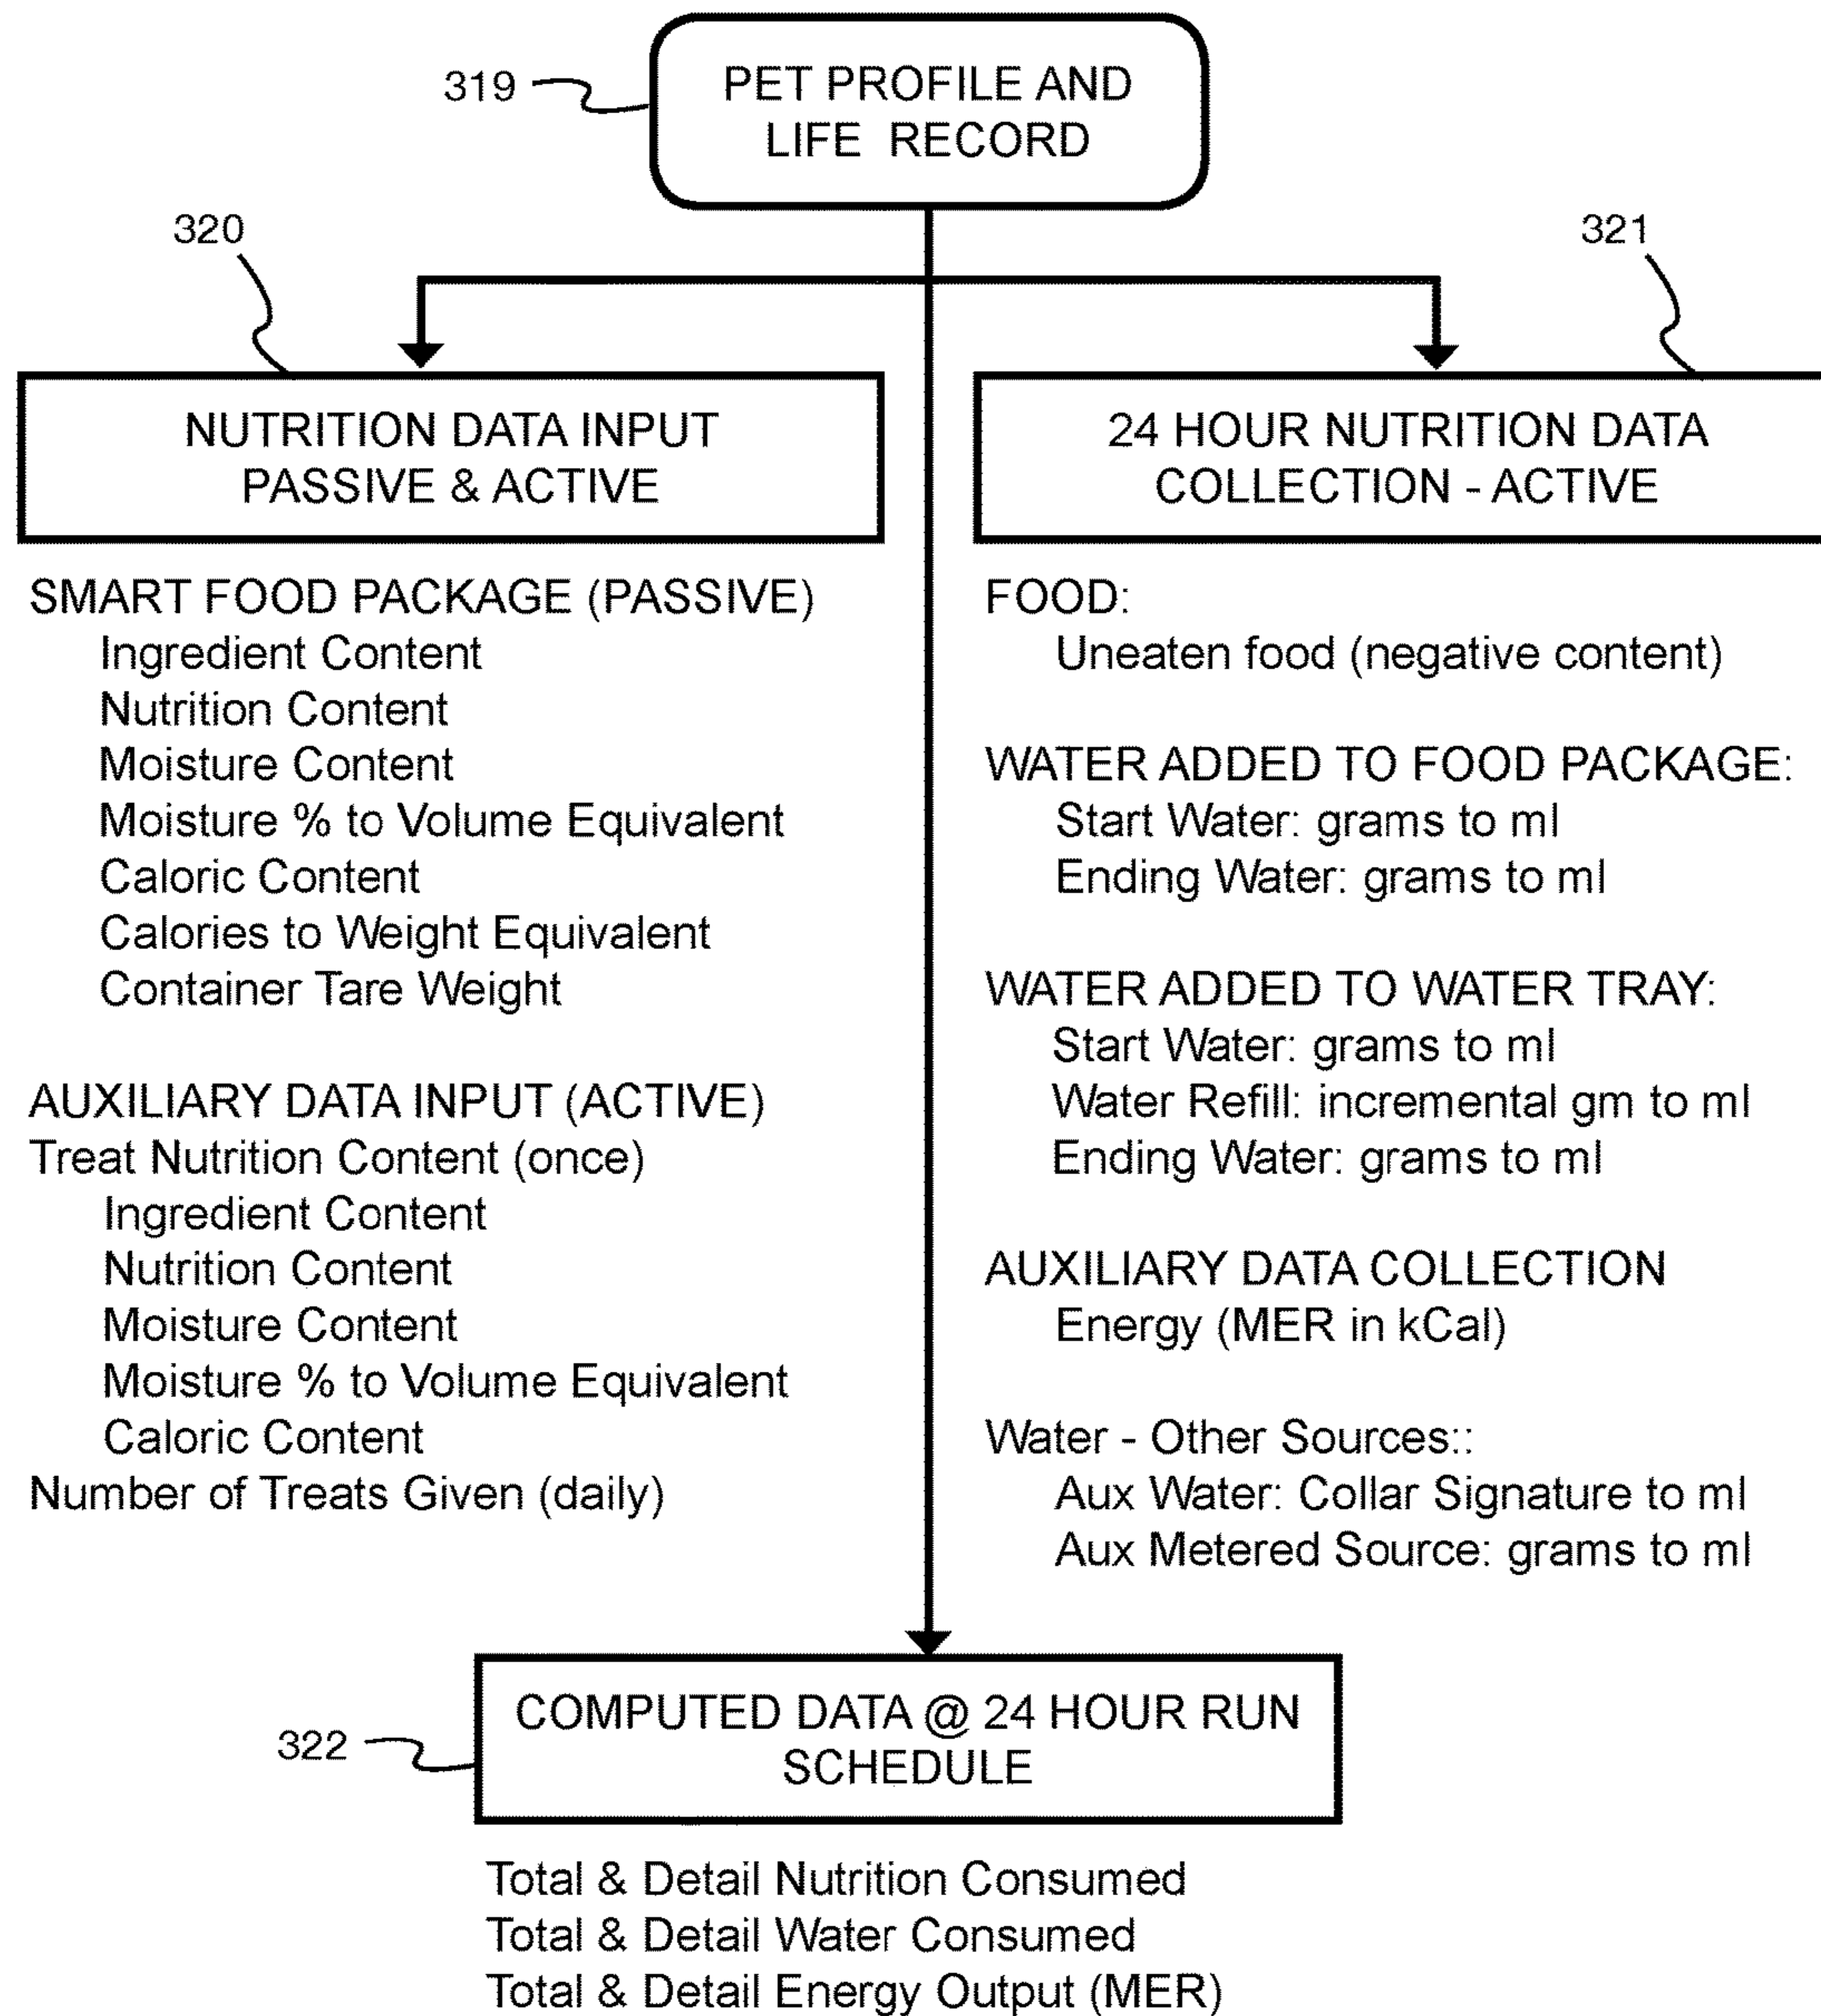 319
PET PROFILE AND
LIFE RECORD
320
321
NUTRITION DATA INPUT
PASSIVE & ACTIVE
SMART FOOD PACKAGE (PASSIVE)
Ingredient Content
Nutrition Content
Moisture Content
Moisture % to Volume Equivalent
Caloric Content
Calories to Weight Equivalent
Container Tare Weight
AUXILIARY DATA INPUT (ACTIVE)
Treat Nutrition Content (once)
Ingredient Content
Nutrition Content
Moisture Content
Moisture % to Volume Equivalent
Caloric Content
Number of Treats Given (daily)
24 HOUR NUTRITION DATA
COLLECTION - ACTIVE
FOOD:
Uneaten food (negative content)
WATER ADDED TO FOOD PACKAGE:
Start Water: grams to ml
Ending Water: grams to ml
WATER ADDED TO WATER TRAY:
Start Water: grams to ml
Water Refill: incremental gm to ml
Ending Water: grams to ml
AUXILIARY DATA COLLECTION
Energy (MER in kCal)
Water - Other Sources::
Aux Water: Collar Signature to ml
Aux Metered Source: grams to ml
322
COMPUTED DATA @ 24 HOUR RUN
SCHEDULE
Total & Detail Nutrition Consumed
Total & Detail Water Consumed
Total & Detail Energy Output (MER)